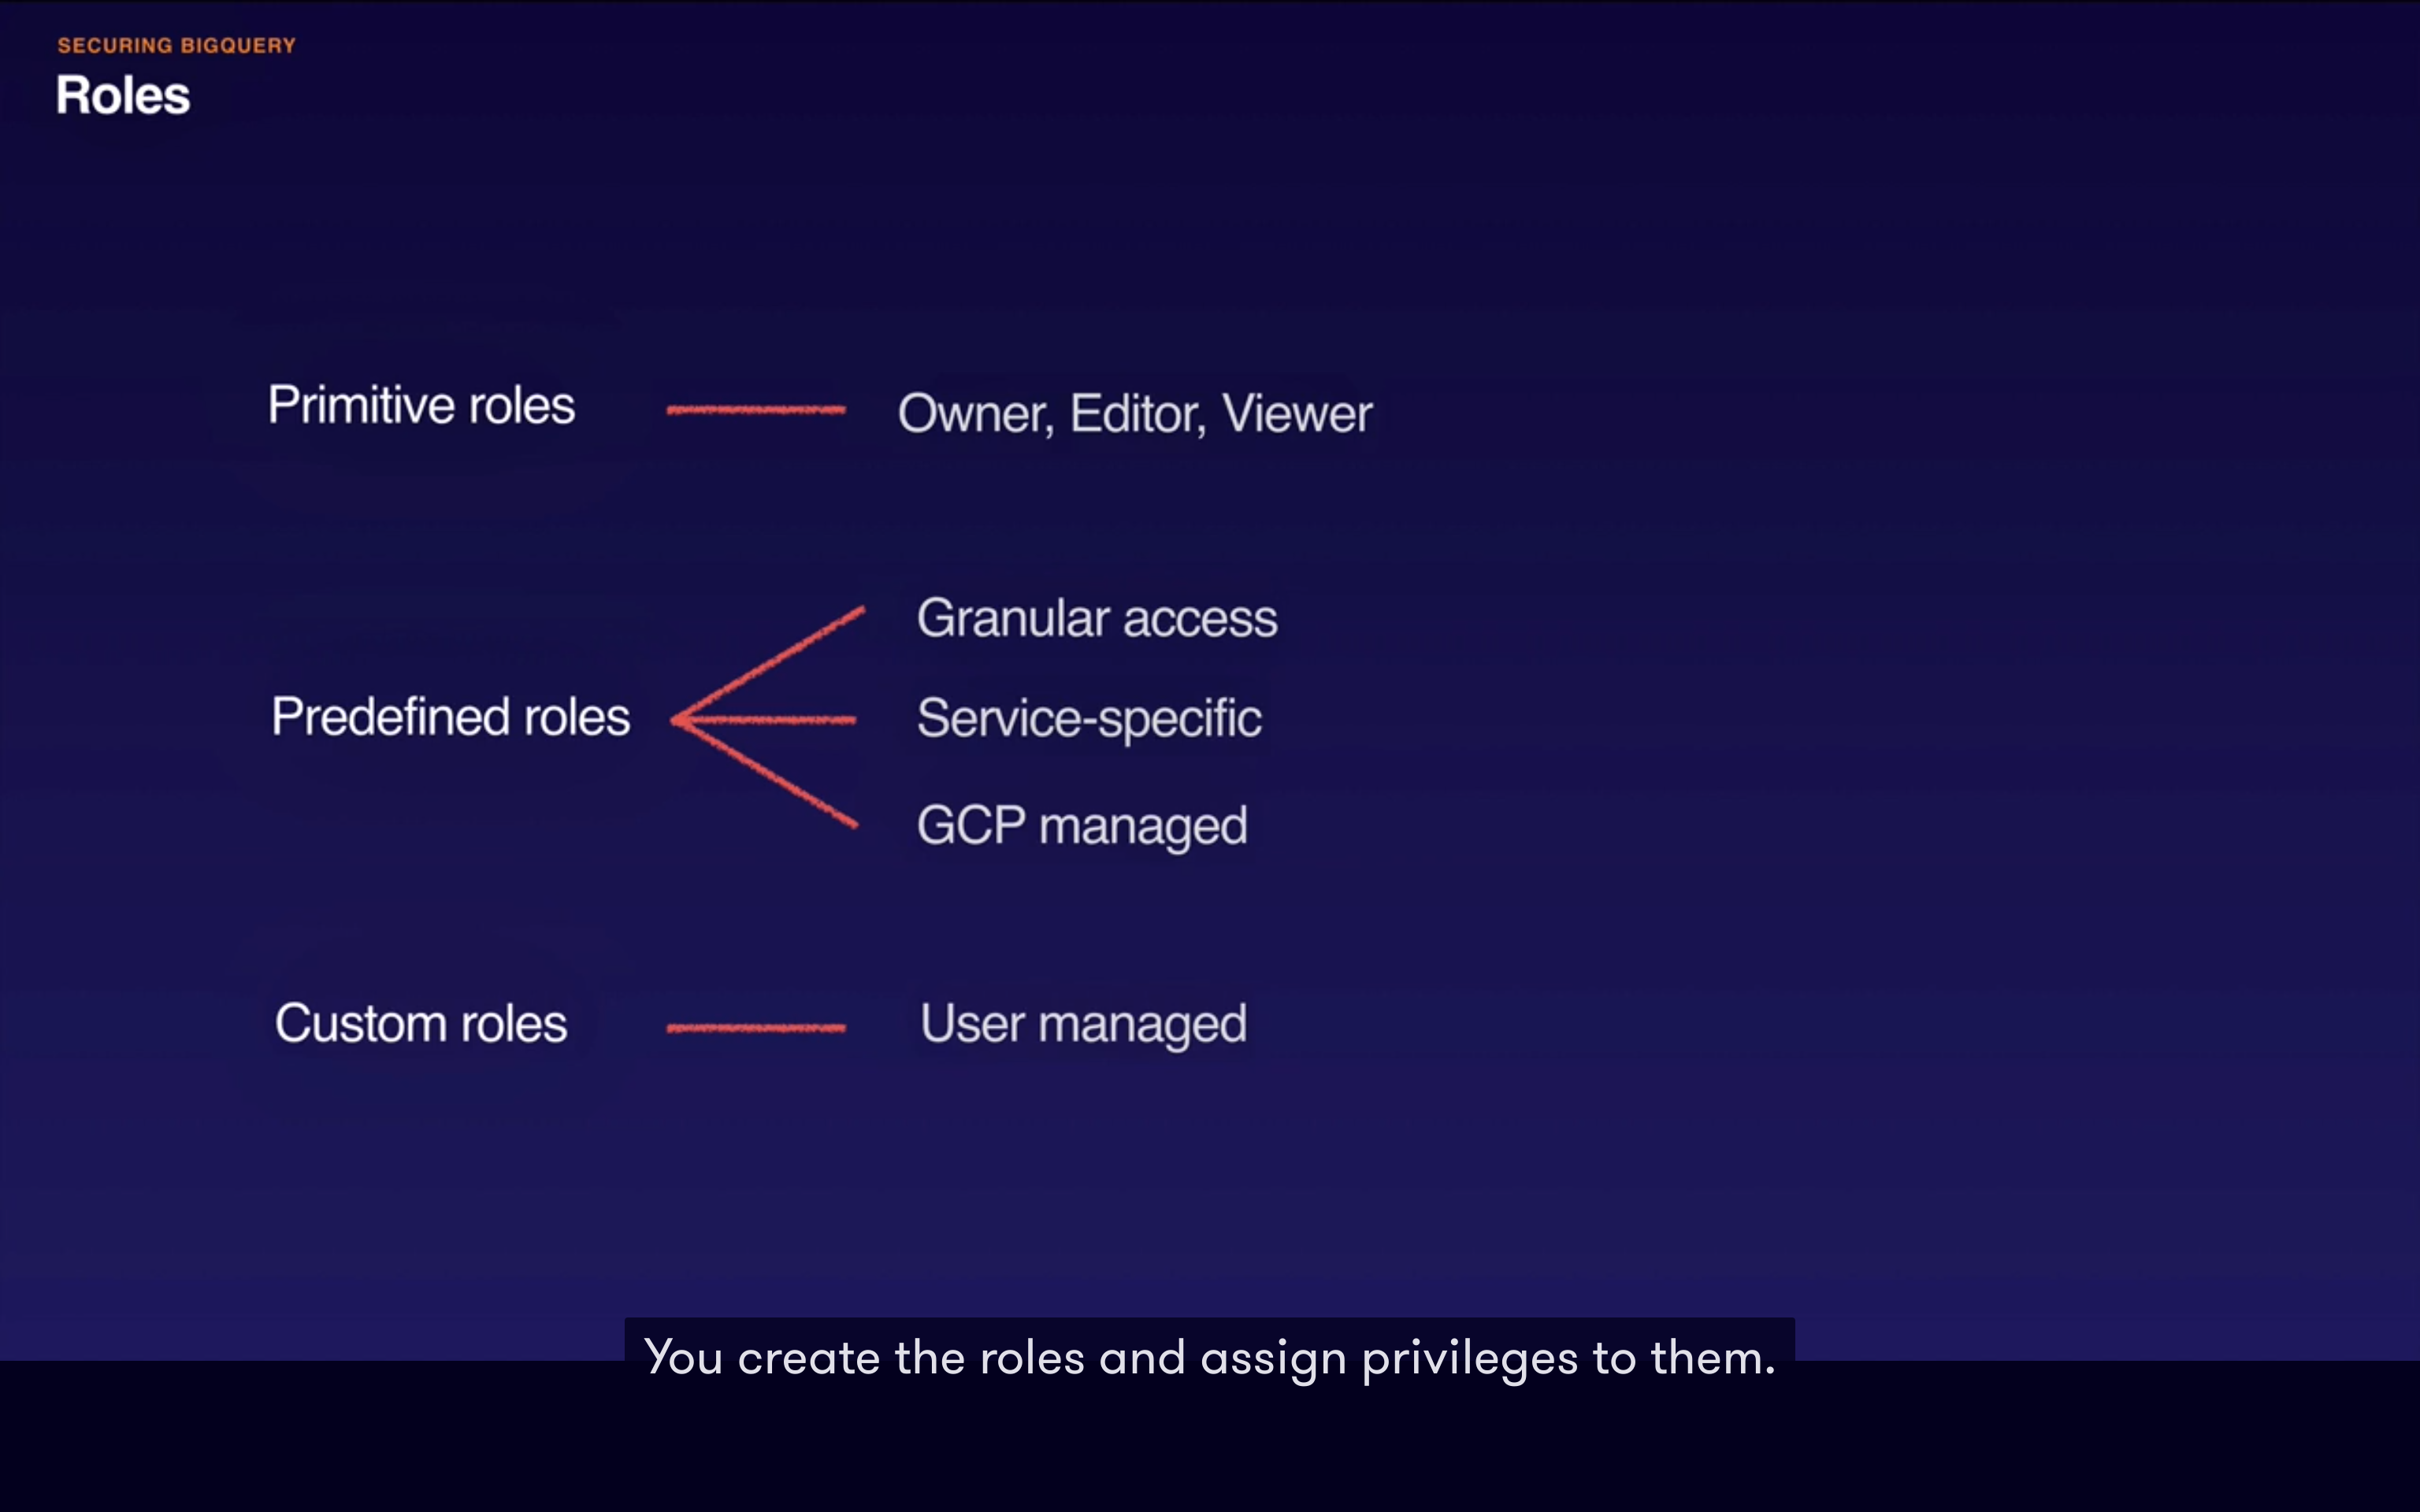 SECURING BIGQUERY
Roles
Primitive roles
Owner, Editor, Viewer
Predefined roles
Granular access
Service-specific
GCP managed
Custom roles
User managed
You create the roles and assign privileges to them.